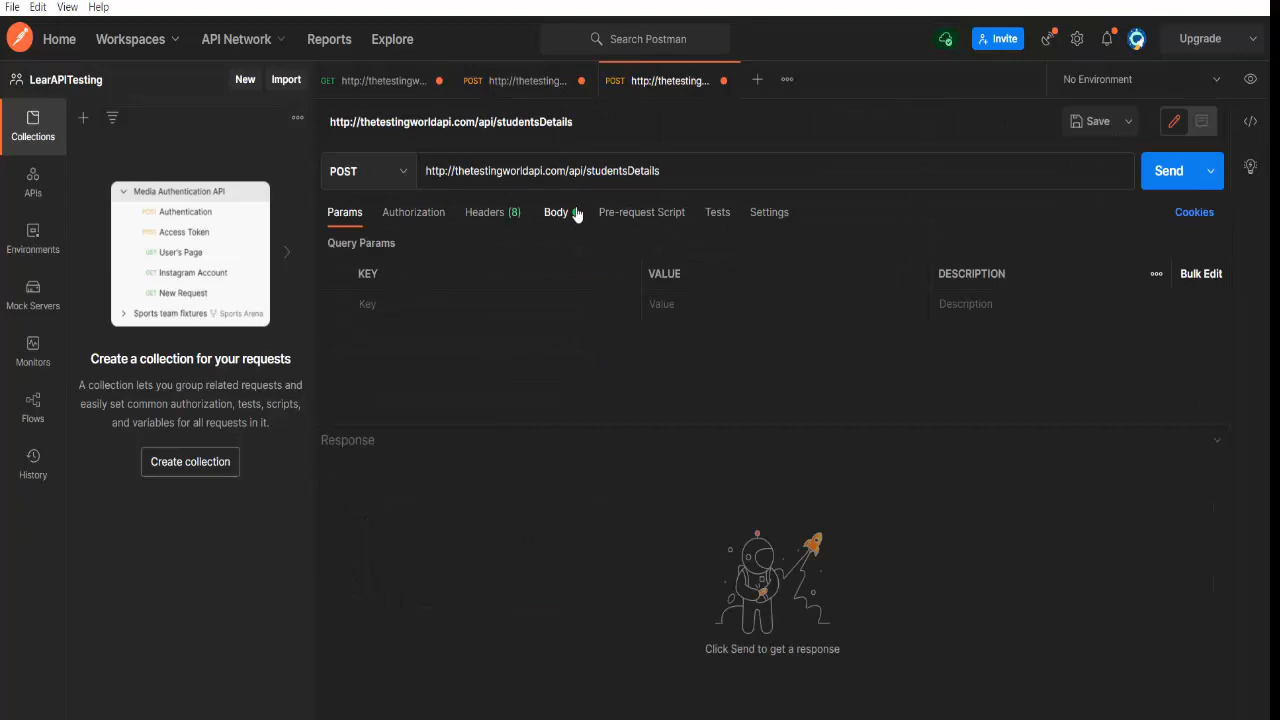 File Edit View Help
Home Workspaces API Network Reports Explore Search Postman Invite Upgrade
LearAPITesting New Import GET http://thetestingw... POST http://thetesting... POST http://thetesting... No Environment
Collections
http://thetestingworldapi.com/api/studentsDetails Save
POST http://thetestingworldapi.com/api/studentsDetails Send
Params Authorization Headers (8) Body Pre-request Script Tests Settings Cookies
Query Params
KEY VALUE DESCRIPTION Bulk Edit
Key Value Description
APIs
Environments
Mock Servers
Monitors
Flows
History
Media Authentication API
POST Authentication
POST Access Token
GET User's Page
GET Instagram Account
GET New Request
Sports team fixtures Sports Arena
Create a collection for your requests
A collection lets you group related requests and
easily set common authorization, tests, scripts,
and variables for all requests in it.
Create collection
Response
Click Send to get a response